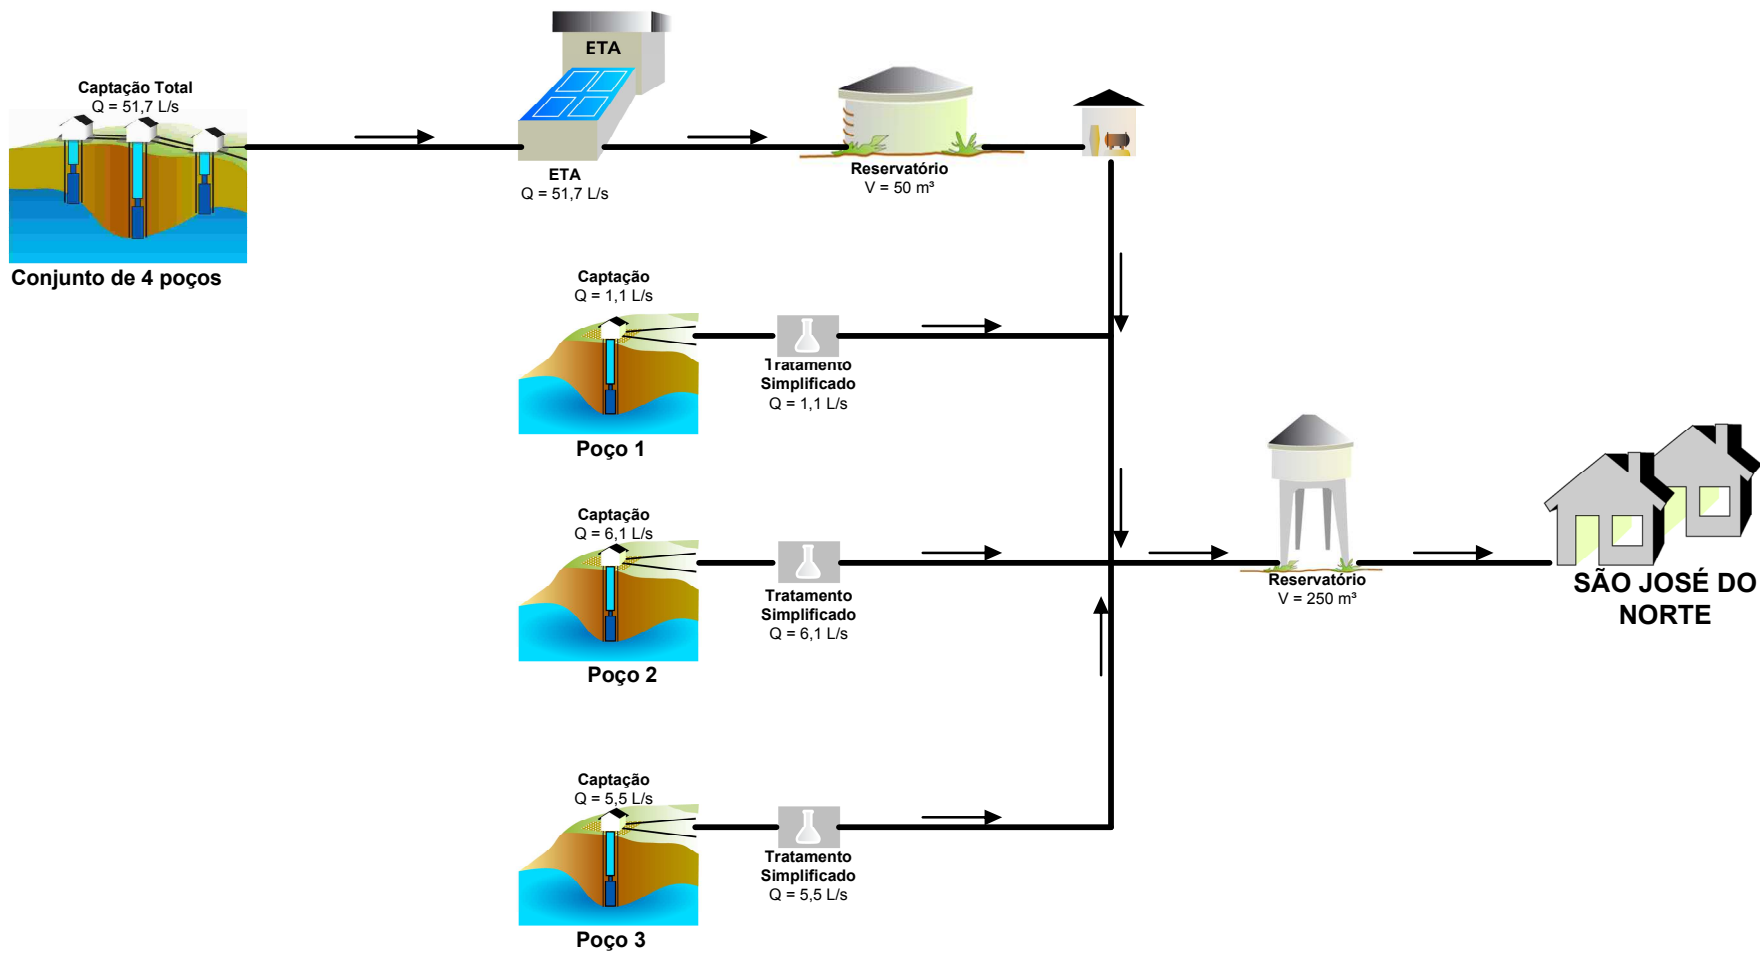 ETA
Captação Total
Q = 51,7 L/s
ETA
Q = 51,7 L/s
Reservatório
V = 50 m³
Conjunto de 4 poços
Captação
Q = 1,1 L/s
Tratamento
Simplificado
Q = 1,1 L/s
Poço 1
Captação
Q = 6,1 L/s
Tratamento
Simplificado
Q = 6,1 L/s
Poço 2
Reservatório
V = 250 m³
SÃO JOSÉ DO
NORTE
Captação
Q = 5,5 L/s
Tratamento
Simplificado
Q = 5,5 L/s
Poço 3